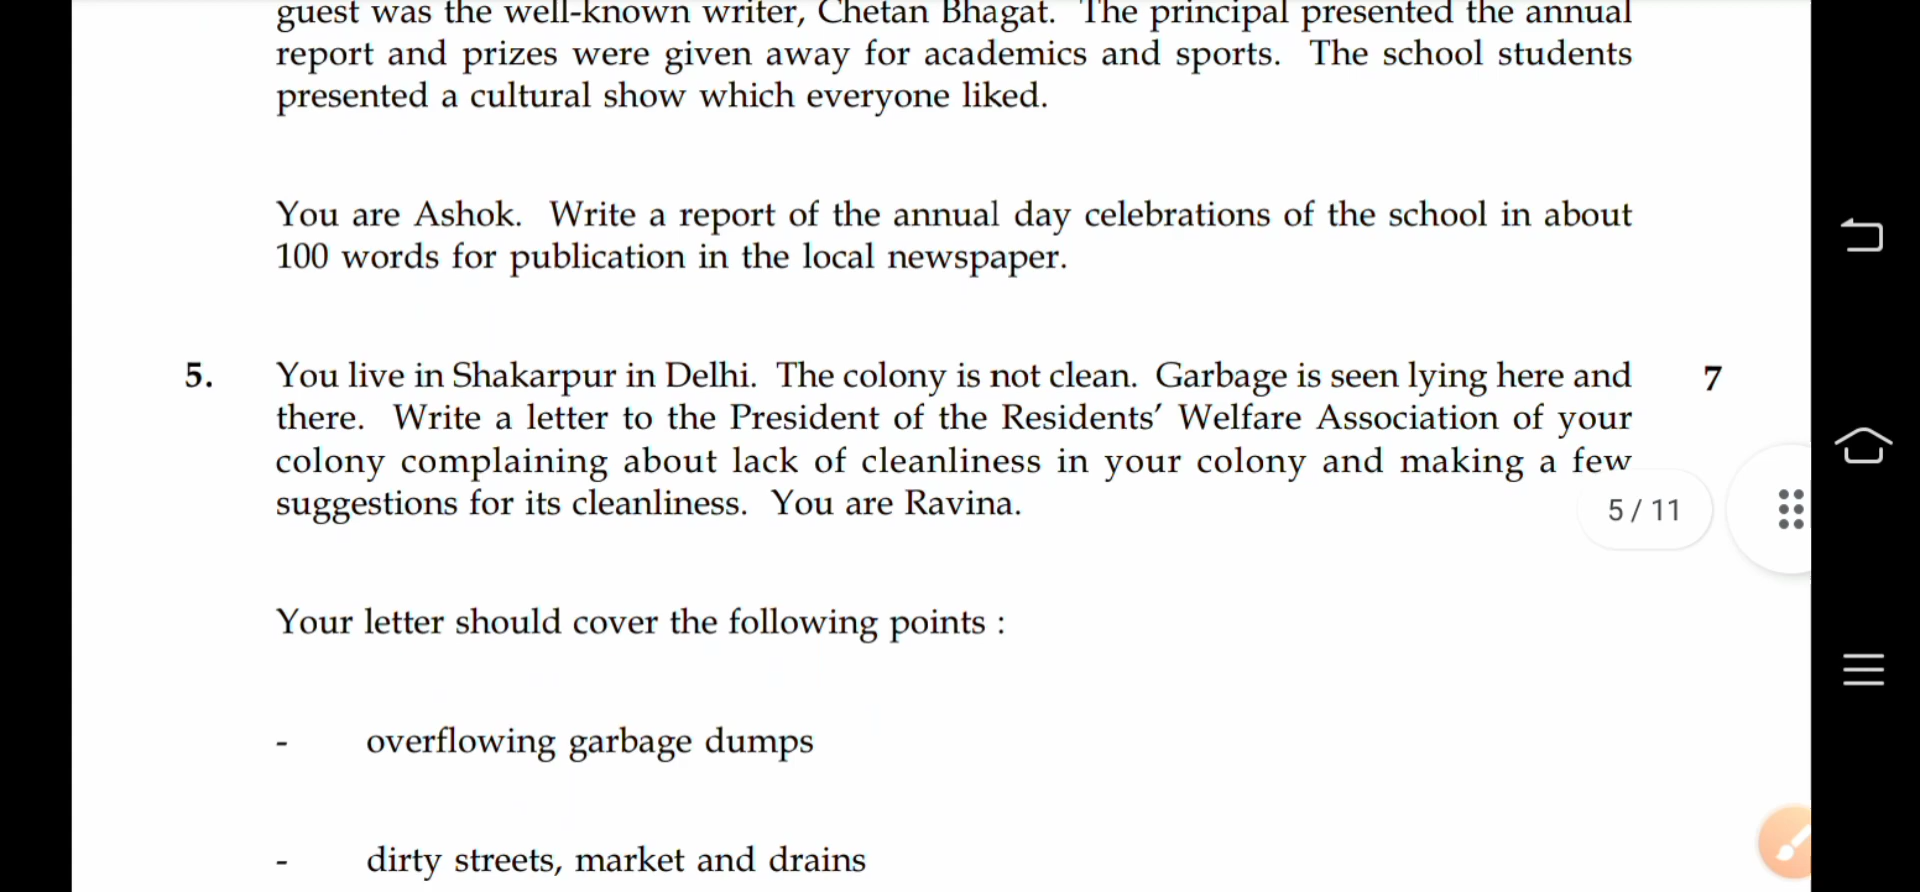 guest was the well-known writer, Chetan Bhagat. The principal presented the annual
report and prizes were given away for academics and sports. The school students
presented a cultural show which everyone liked.
You are Ashok. Write a report of the annual day celebrations of the school in about
100 words for publication in the local newspaper.
5. You live in Shakarpur in Delhi. The colony is not clean. Garbage is seen lying here and 7
there. Write a letter to the President of the Residents' Welfare Association of your
colony complaining about lack of cleanliness in your colony and making a few
suggestions for its cleanliness. You are Ravina.
5 / 11
Your letter should cover the following points :
- overflowing garbage dumps
- dirty streets, market and drains